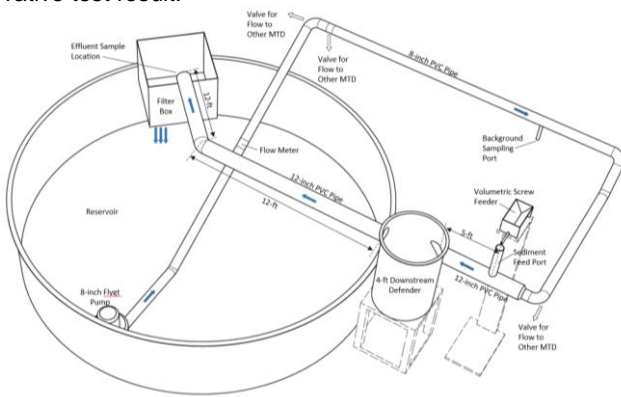 Valve for
Flow to
Other MTD
Effluent Sample
Location
Valve for
Flow to
Other MTD
8-inch PVC Pipe
12-ft
Filter
Box
Background
Sampling
Port
Flow Meter
12-inch PVC Pipe
Volumetric Screw
Feeder
Reservoir
12-ft
5-ft
Sediment
Feed Port
8-inch Flyet
Pump
4-ft Downstream
Defender
12-inch PVC Pipe
Valve for
Flow to
Other MTD